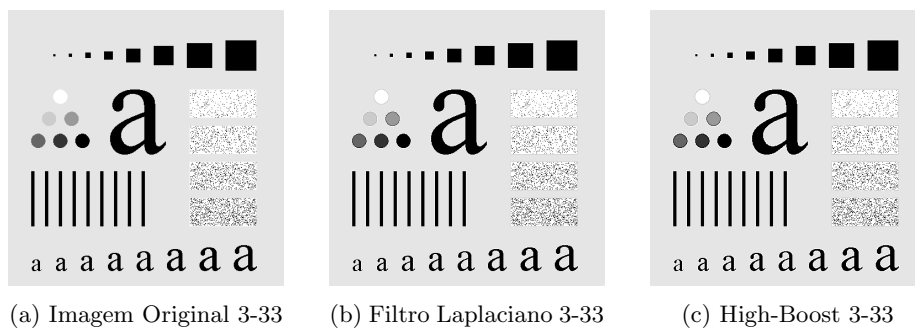 a
a
a
a a a a a a a a
a a a a a a a a
a a a a a a a a
(a) Imagem Original 3-33
(b) Filtro Laplaciano 3-33
(c) High-Boost 3-33